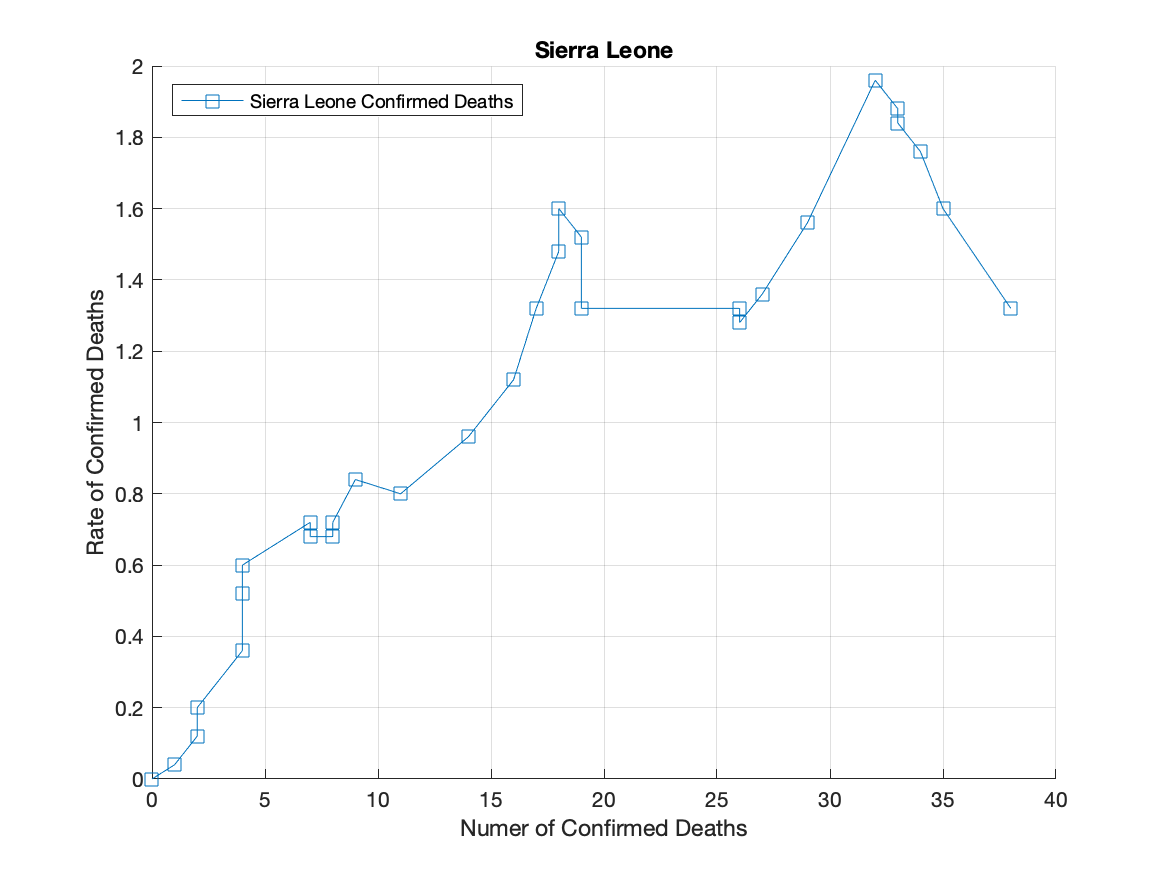 Sierra Leone
Sierra Leone Confirmed Deaths
2
1.8
1.6
1.4
1.2
1
0.8
0.6
0.4
0.2
0
Rate of Confirmed Deaths
0 5 10 15 20 25 30 35 40
Numer of Confirmed Deaths